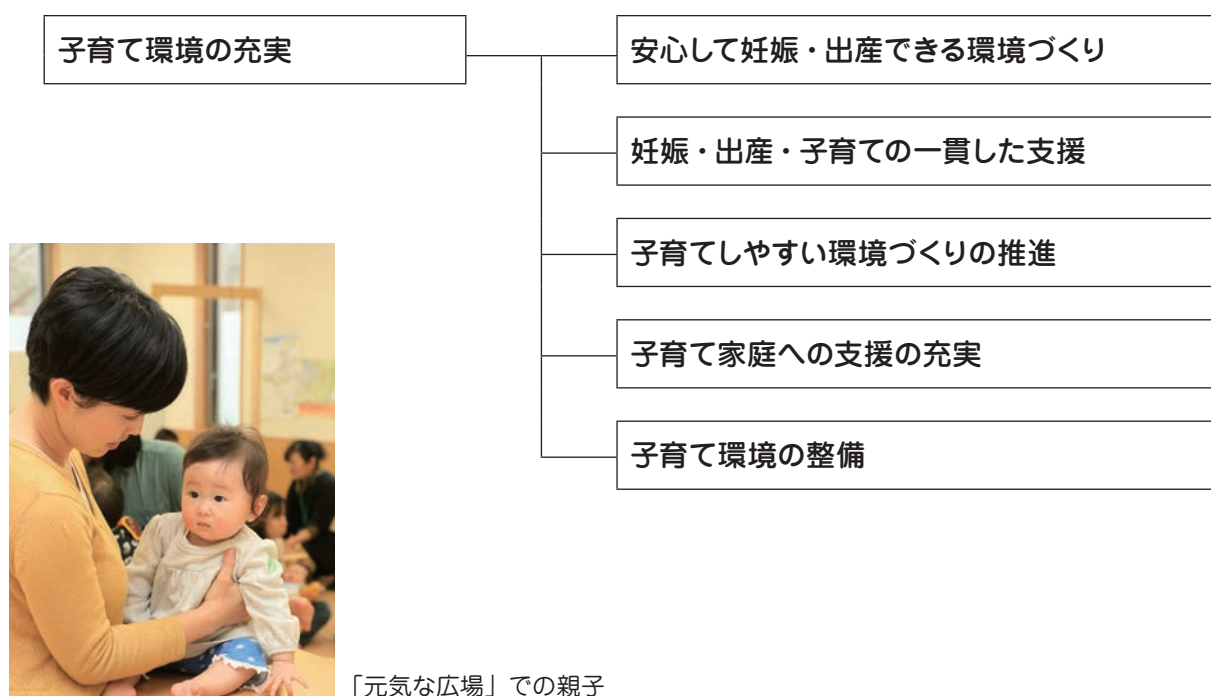 子育て環境の充実
安心して妊娠・出産できる環境づくり
妊娠・出産・子育ての一貫した支援
子育てしやすい環境づくりの推進
子育て家庭への支援の充実
子育て環境の整備
「元気な広場」での親子